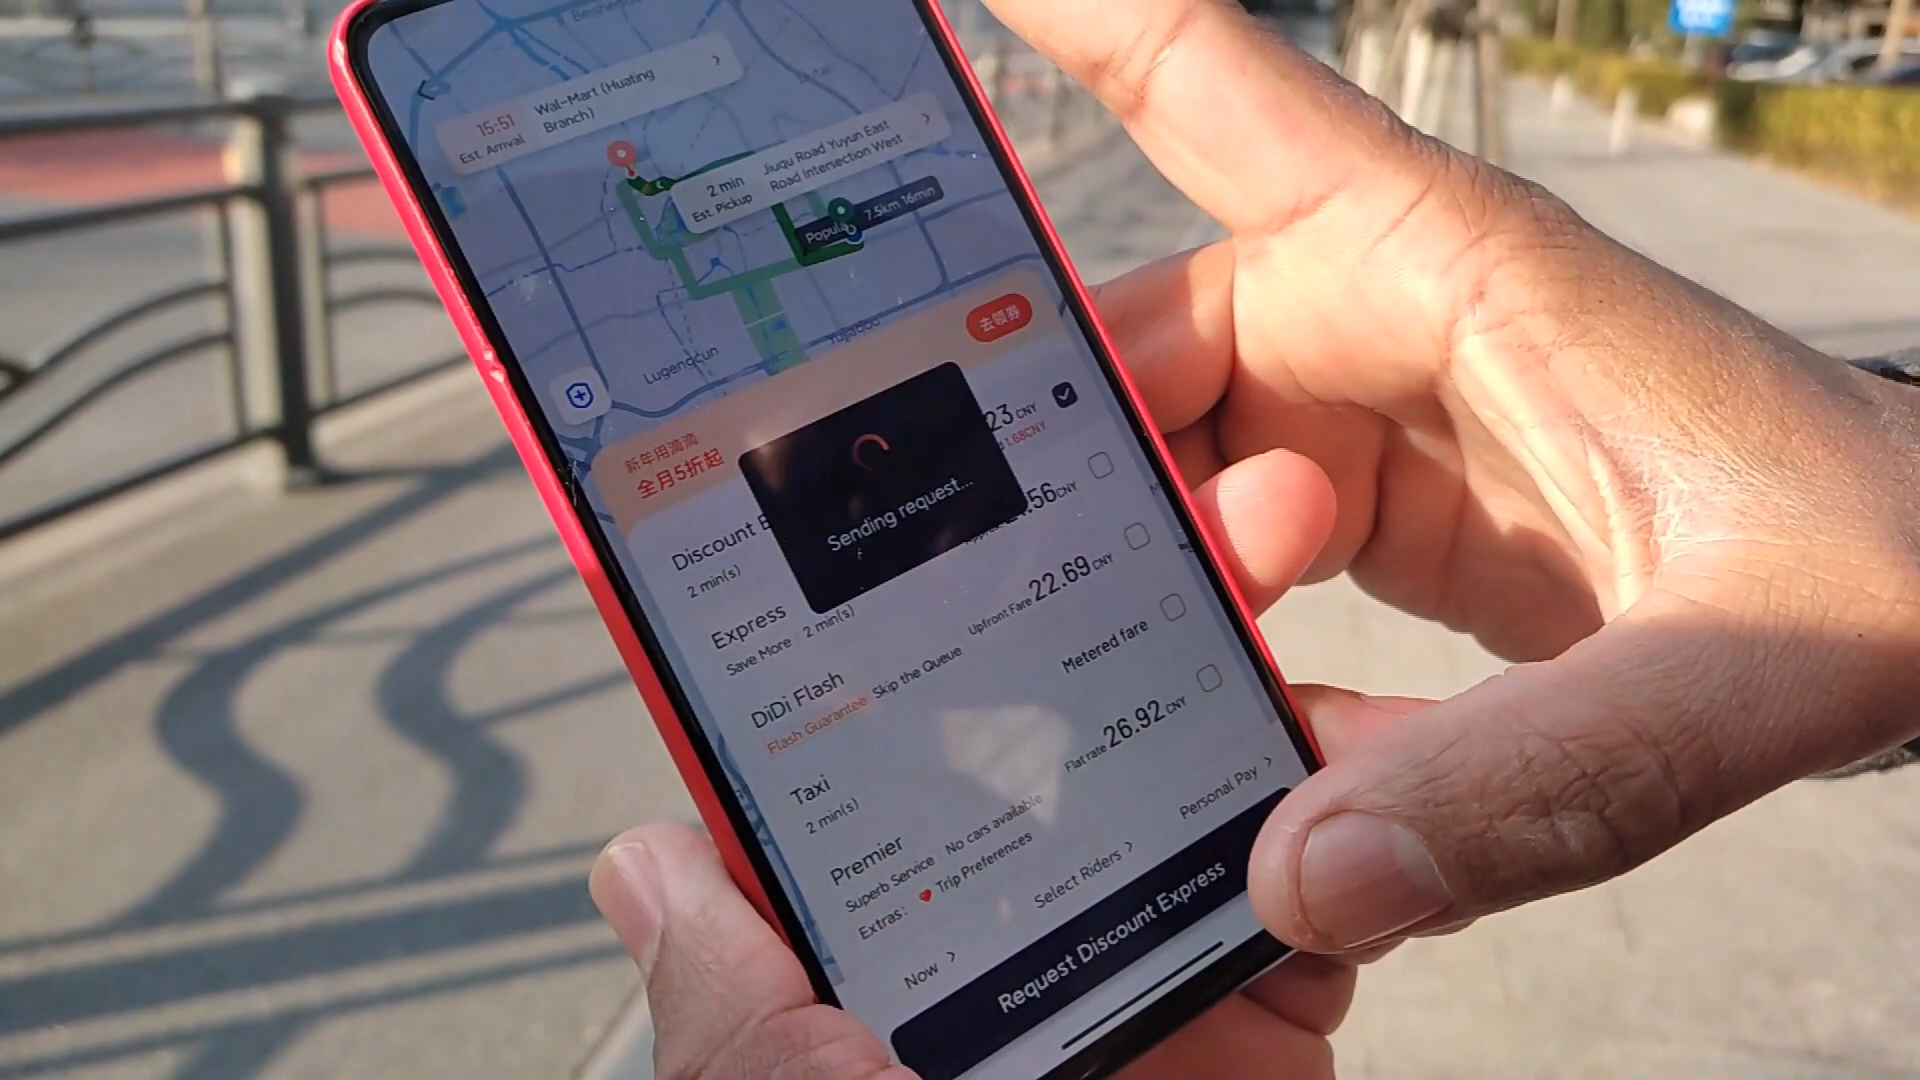 15:51
Est. Arrival
Wal-Mart (Huating
Branch)
2 min
Est. Pickup
Jiuqu Road Yuyun East
Road Intersection West
7.5km 16min
Lugengcun
去领券
新年用滴滴
全月5折起
Sending request...
Discount
2 min(s)
23 CNY
1.68CNY
Express
Save More
2 min(s)
.56CNY
DiDi Flash
Flash Guarantee
Skip the Queue
Upfront Fare 22.69 CNY
Taxi
2 min(s)
Metered fare
Premier
Superb Service
No cars available
Flat rate 26.92 CNY
Extras:
Trip Preferences
Now >
Select Riders >
Personal Pay >
Request Discount Express